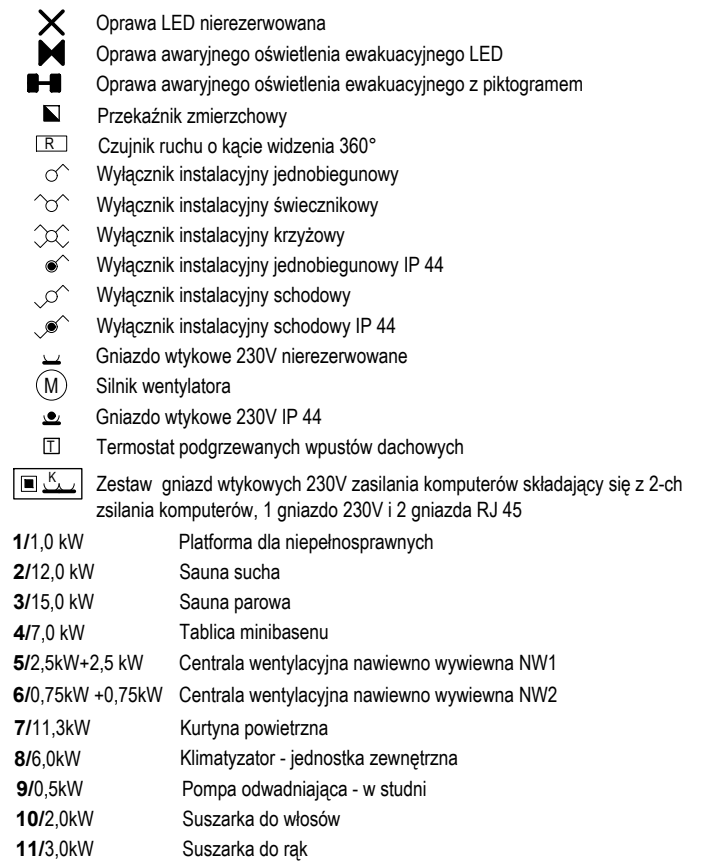 Oprawa LED nierezerwowana
Oprawa awaryjnego oświetlenia ewakuacyjnego LED
Oprawa awaryjnego oświetlenia ewakuacyjnego z piktogramem
Przekaźnik zmierzchowy
R Czujnik ruchu o kącie widzenia 360°
Wyłącznik instalacyjny jednobiegunowy
Wyłącznik instalacyjny świecznikowy
Wyłącznik instalacyjny krzyżowy
Wyłącznik instalacyjny jednobiegunowy IP 44
Wyłącznik instalacyjny schodowy
Wyłącznik instalacyjny schodowy IP 44
Gniazdo wtykowe 230V nierezerwowane
M Silnik wentylatora
Gniazdo wtykowe 230V IP 44
T Termostat podgrzewanych wpustów dachowych
K Zestaw gniazd wtykowych 230V zasilania komputerów składający się z 2-ch
zsilania komputerów, 1 gniazdo 230V i 2 gniazda RJ 45
1/1,0 kW Platforma dla niepełnosprawnych
2/12,0 kW Sauna sucha
3/15,0 kW Sauna parowa
4/7,0 kW Tablica minibasenu
5/2,5kW+2,5 kW Centrala wentylacyjna nawiewno wywiewna NW1
6/0,75kW +0,75kW Centrala wentylacyjna nawiewno wywiewna NW2
7/11,3kW Kurtyna powietrzna
8/6,0kW Klimatyzator - jednostka zewnętrzna
9/0,5kW Pompa odwadniająca - w studni
10/2,0kW Suszarka do włosów
11/3,0kW Suszarka do rąk